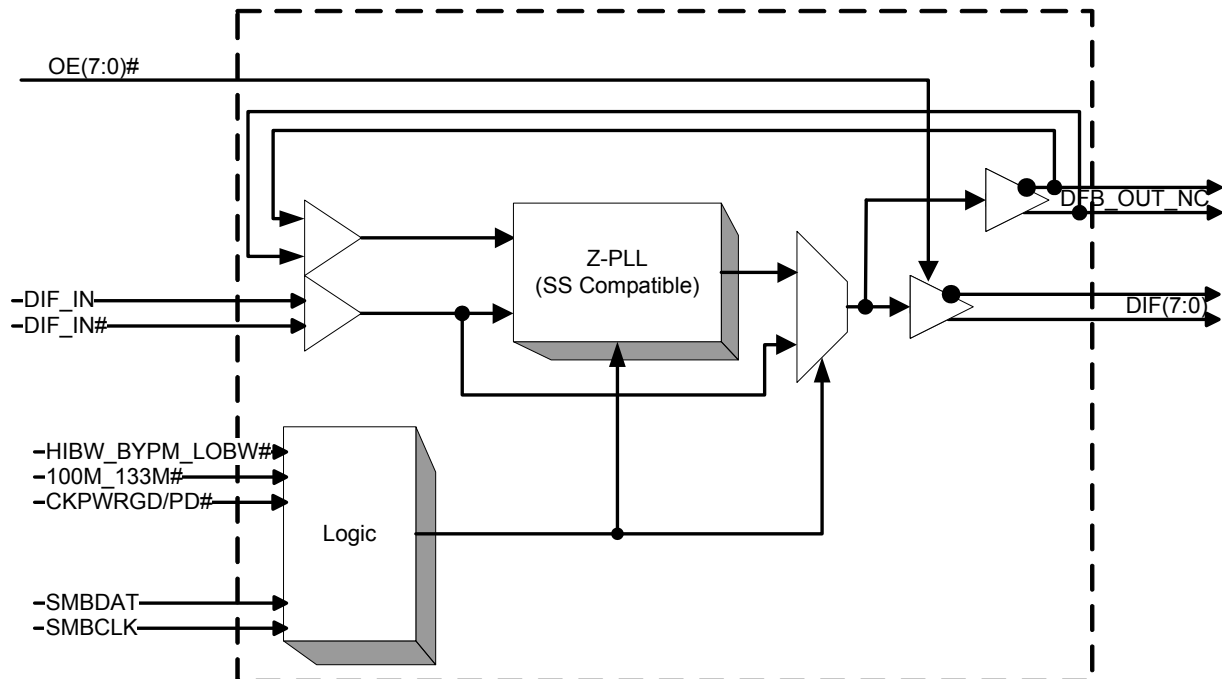 OE(7:0)#
DFB_OUT_NC
Z-PLL
(SS Compatible)
DIF_IN
DIF_IN#
DIF(7:0)
HIBW_BYPM_LOBW#
100M_133M#
CKPWRGD/PD#
Logic
SMBDAT
SMBCLK